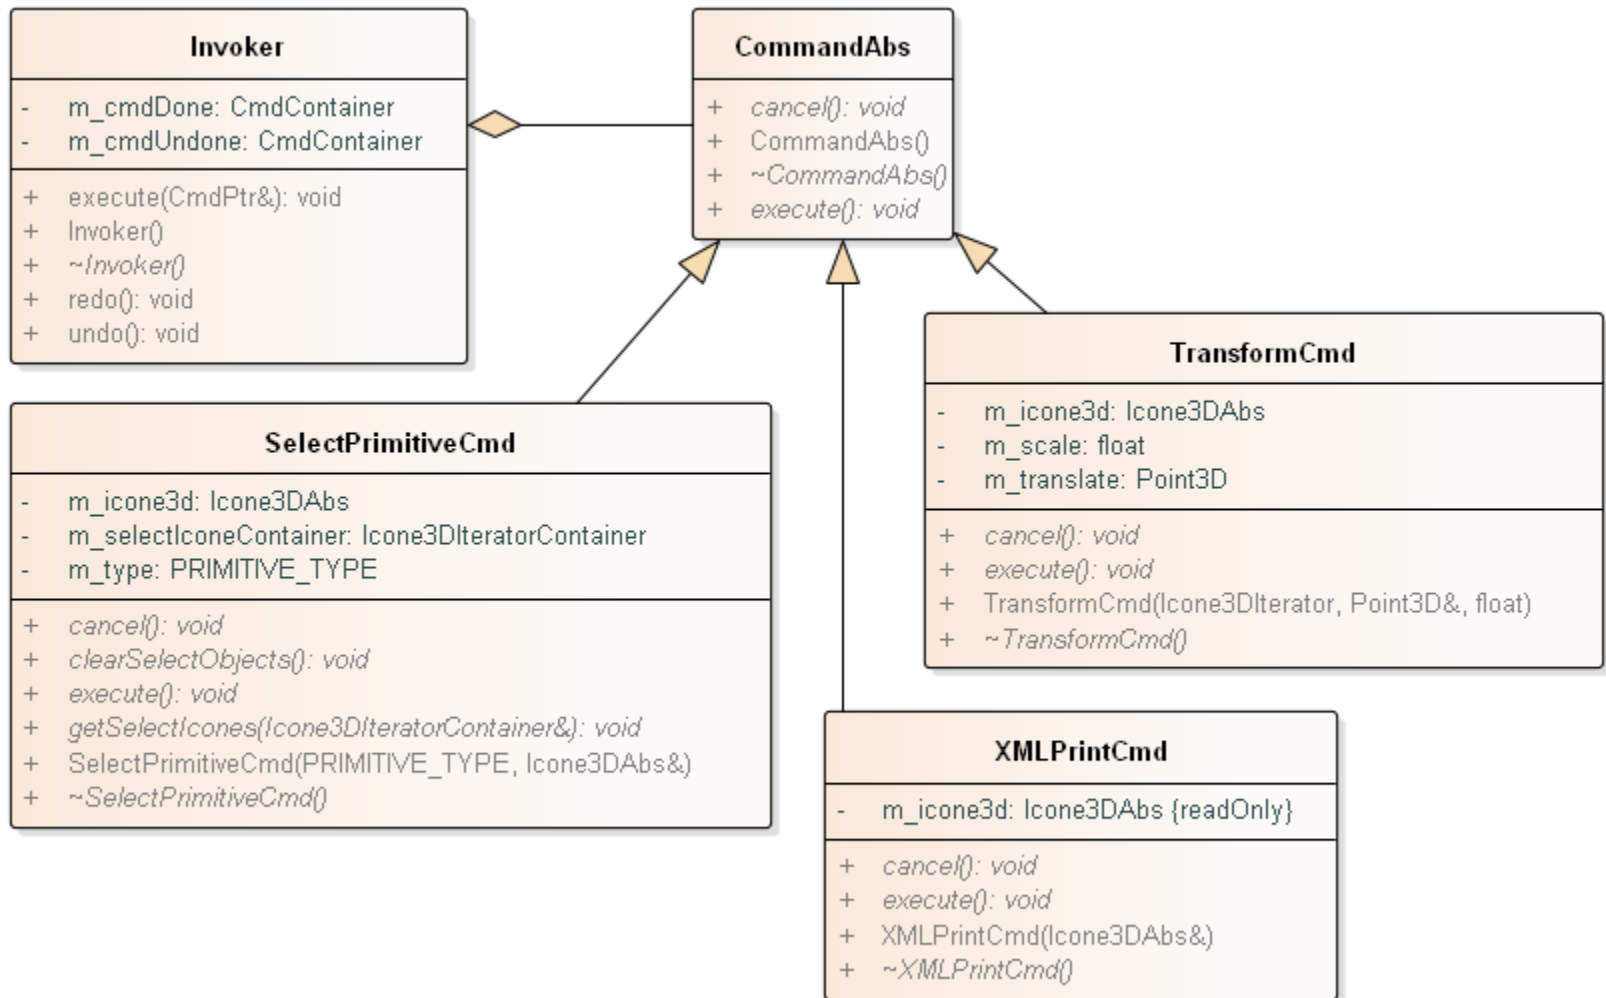 Invoker
- m_cmdDone: CmdContainer
- m_cmdUndone: CmdContainer
+ execute(CmdPtr&): void
+ Invoker()
+ ~Invoker()
+ redo(): void
+ undo(): void
CommandAbs
+ cancel(): void
+ CommandAbs()
+ ~CommandAbs()
+ execute(): void
SelectPrimitiveCmd
- m_icone3d: Icone3DAbs
- m_selectIconeContainer: Icone3DIteratorContainer
- m_type: PRIMITIVE_TYPE
+ cancel(): void
+ clearSelectObjects(): void
+ execute(): void
+ getSelectIcones(Icone3DIteratorContainer&): void
+ SelectPrimitiveCmd(PRIMITIVE_TYPE, Icone3DAbs&)
+ ~SelectPrimitiveCmd()
TransformCmd
- m_icone3d: Icone3DAbs
- m_scale: float
- m_translate: Point3D
+ cancel(): void
+ execute(): void
+ TransformCmd(Icone3DIterator, Point3D&, float)
+ ~TransformCmd()
XMLPrintCmd
- m_icone3d: Icone3DAbs {readOnly}
+ cancel(): void
+ execute(): void
+ XMLPrintCmd(Icone3DAbs&)
+ ~XMLPrintCmd()